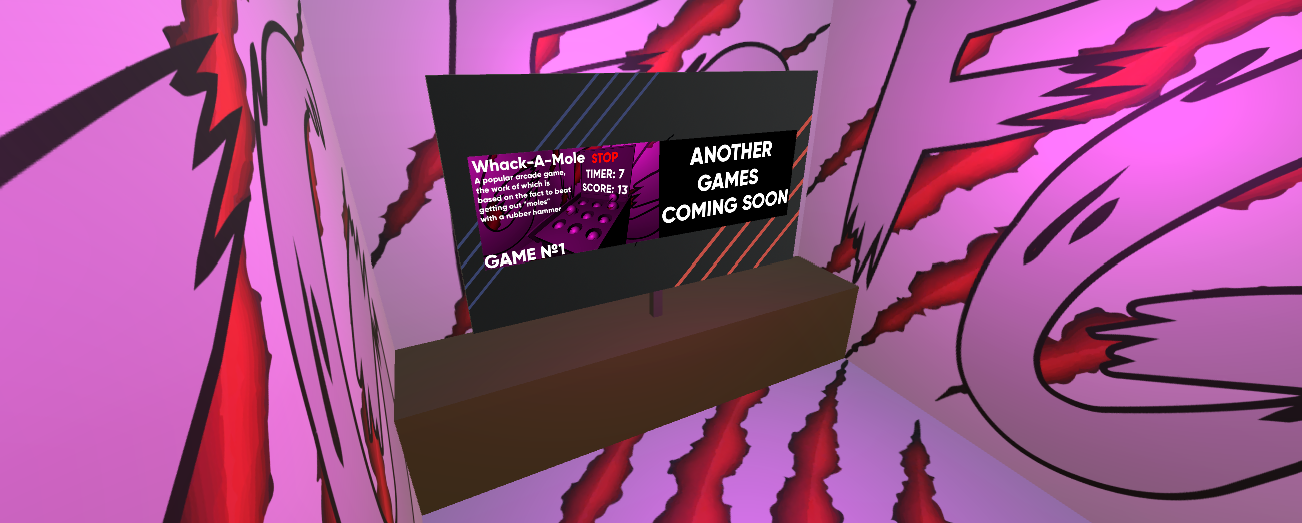 Whack-A-Mole
STOP
A popular arcade game,
the work of which is
based on the fact to beat
getting out "moles"
with a rubber hammer
TIMER: 7
SCORE: 13
GAME №1
ANOTHER
GAMES
COMING SOON